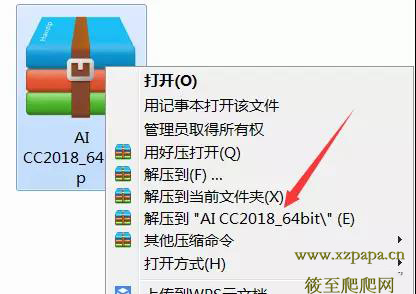 Haozip
AI
CC2018_64
p
打开(O)
用记事本打开该文件
管理员取得所有权
用好压打开(Q)
解压到(F) ...
解压到当前文件夹(X)
解压到 "AI CC2018_64bit\" (E)
其他压缩命令
打开方式(H)
上传到WPS云文档
www.xzpapa.cn
筱至爬爬网